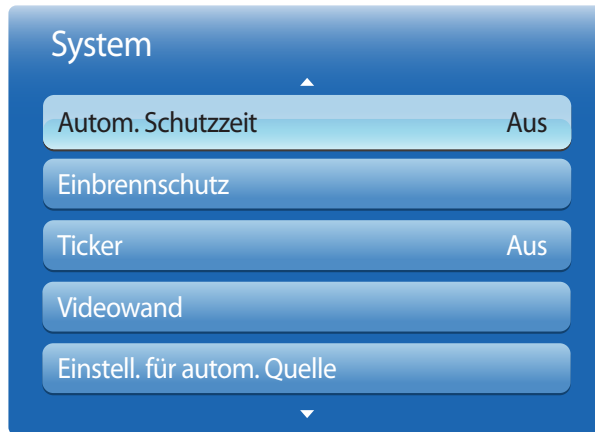 System
Autom. Schutzzeit Aus
Einbrennschutz
Ticker Aus
Videowand
Einstell. für autom. Quelle